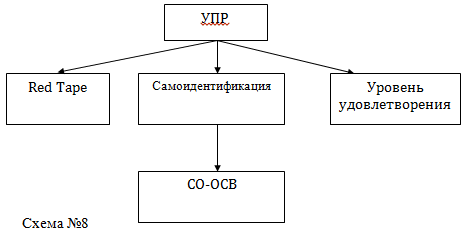 УПР
Red Tape
Самоидентификация
Уровень
удовлетворения
СО-ОСВ
Схема №8